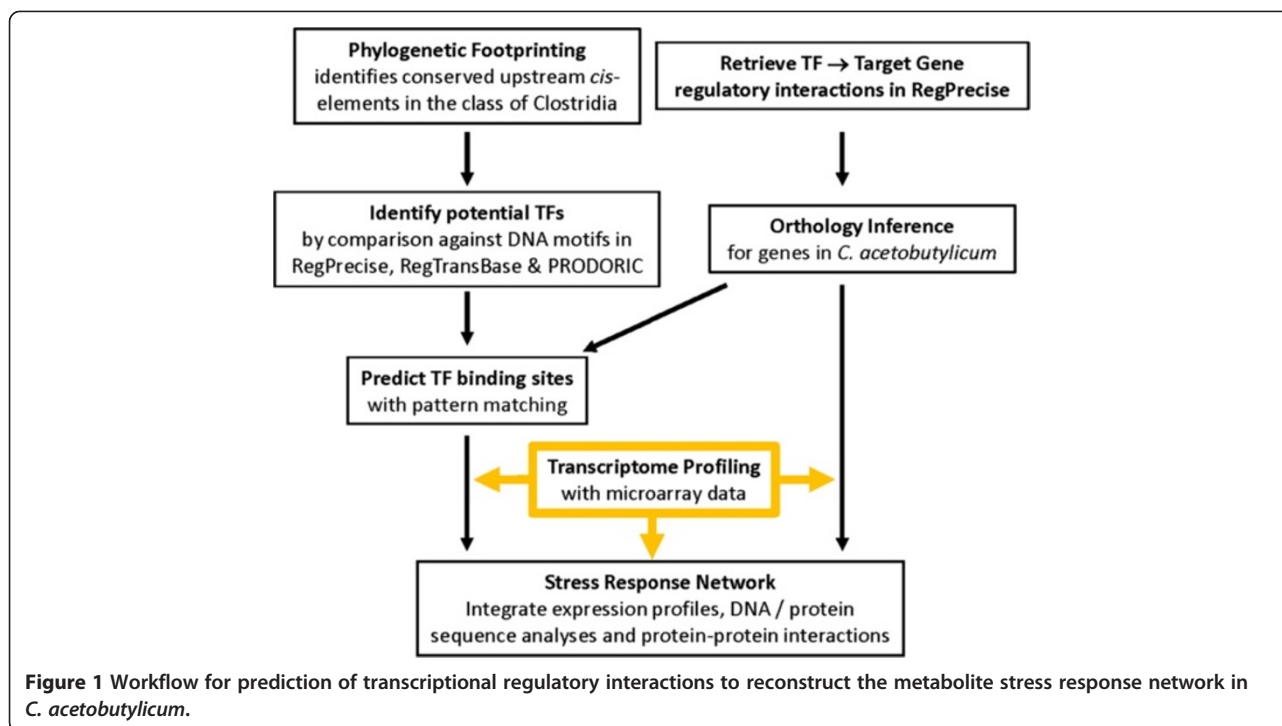 Phylogenetic Footprinting
identifies conserved upstream cis-
elements in the class of Clostridia
Retrieve TF → Target Gene
regulatory interactions in RegPrecise
Identify potential TFs
by comparison against DNA motifs in
RegPrecise, RegTransBase & PRODORIC
Orthology Inference
for genes in C. acetobutylicum
Predict TF binding sites
with pattern matching
Transcriptome Profiling
with microarray data
Stress Response Network
Integrate expression profiles, DNA / protein
sequence analyses and protein-protein interactions
Figure 1 Workflow for prediction of transcriptional regulatory interactions to reconstruct the metabolite stress response network in
C. acetobutylicum.